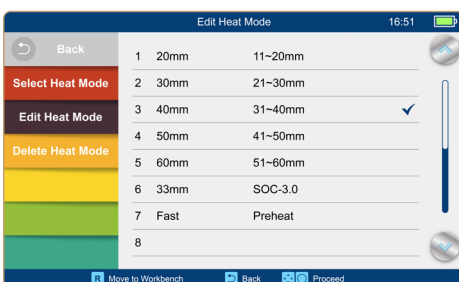 Edit Heat Mode 16:51
Back
Select Heat Mode
Edit Heat Mode
Delete Heat Mode
1 20mm 11~20mm
2 30mm 21~30mm
3 40mm 31~40mm
4 50mm 41~50mm
5 60mm 51~60mm
6 33mm SOC-3.0
7 Fast Preheat
8
R Move to Workbench Back Proceed